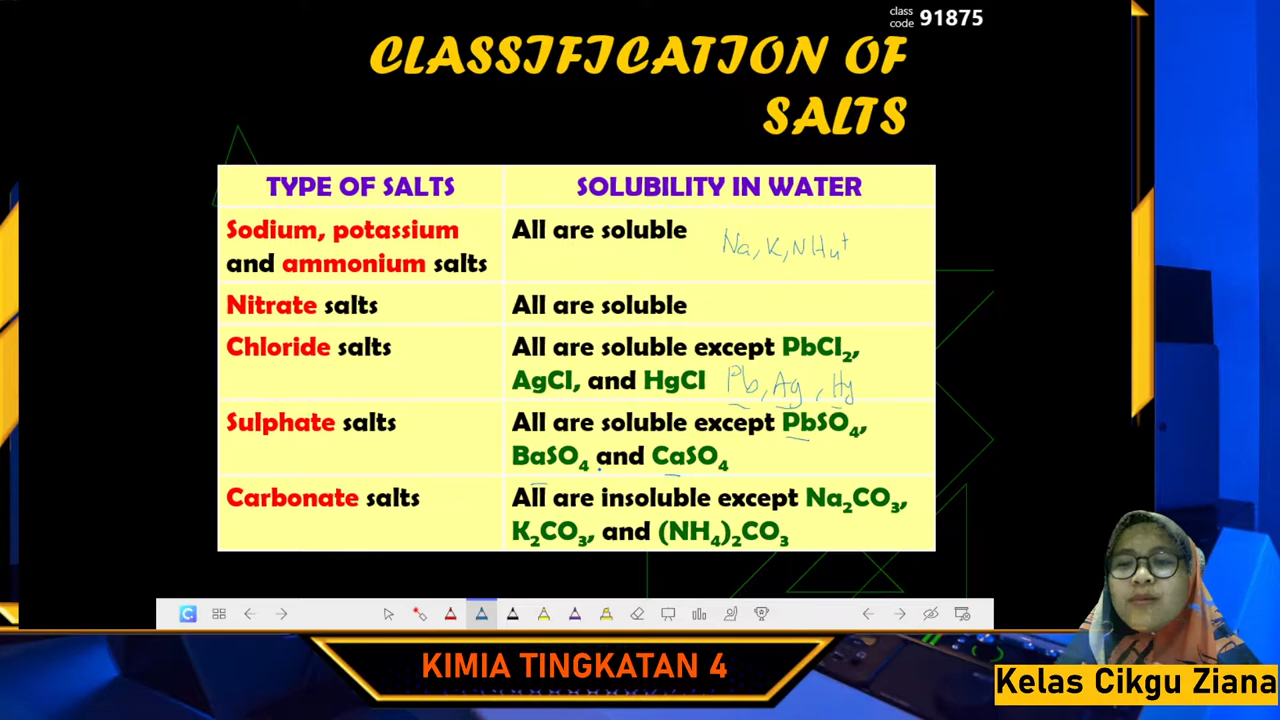 class
code 91875
CLASSIFICATION OF
SALTS
TYPE OF SALTS
SOLUBILITY IN WATER
Sodium, potassium
and ammonium salts
All are soluble
Na, K, NH4+
Nitrate salts
All are soluble
Chloride salts
All are soluble except PbCl₂,
AgCl, and HgCl
Pb, Ag, Hg
Sulphate salts
All are soluble except PbSO₄,
BaSO₄ and CaSO₄
Carbonate salts
All are insoluble except Na₂CO₃,
K₂CO₃, and (NH₄)₂CO₃
KIMIA TINGKATAN 4
Kelas Cikgu Ziana